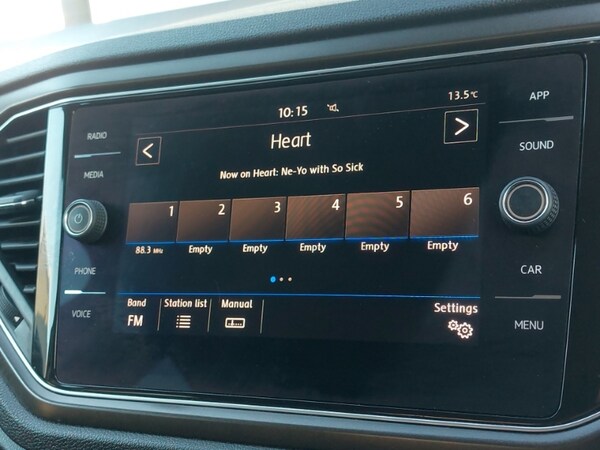 10:15
13.5°C
APP
RADIO
Heart
SOUND
MEDIA
Now on Heart: Ne-Yo with So Sick
1 2 3 4 5 6
88.3 MHz Empty Empty Empty Empty Empty
PHONE
CAR
Band Station list Manual Settings
FM
VOICE
MENU